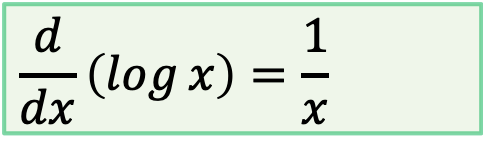 d/dx (log x) = 1/x